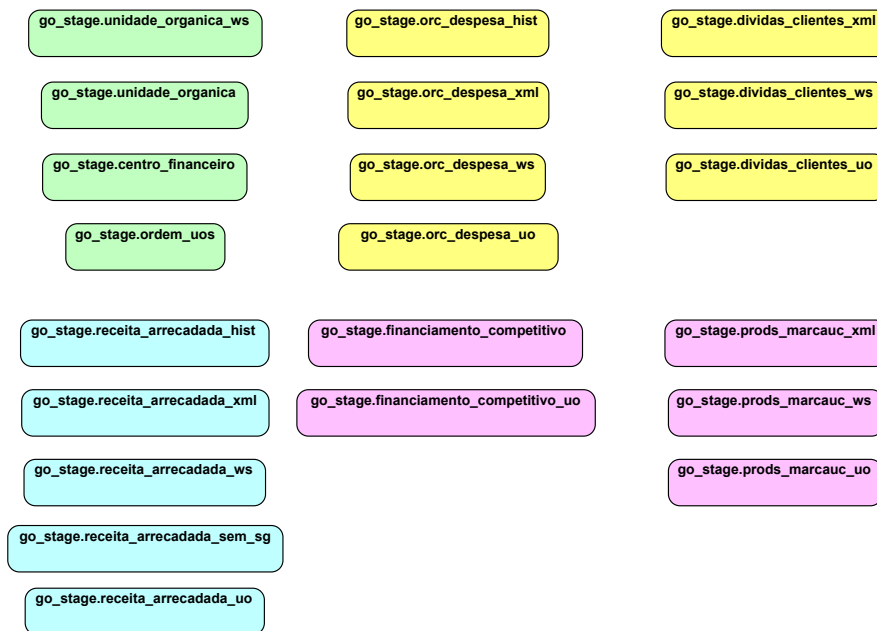 go_stage.unidade_organica_ws
go_stage.orc_despesa_hist
go_stage.dividas_clientes_xml
go_stage.unidade_organica
go_stage.orc_despesa_xml
go_stage.dividas_clientes_ws
go_stage.centro_financeiro
go_stage.orc_despesa_ws
go_stage.dividas_clientes_uo
go_stage.ordem_uos
go_stage.orc_despesa_uo
go_stage.receita_arrecadada_hist
go_stage.financiamento_competitivo
go_stage.prods_marcauc_xml
go_stage.receita_arrecadada_xml
go_stage.financiamento_competitivo_uo
go_stage.prods_marcauc_ws
go_stage.receita_arrecadada_ws
go_stage.prods_marcauc_uo
go_stage.receita_arrecadada_sem_sg
go_stage.receita_arrecadada_uo